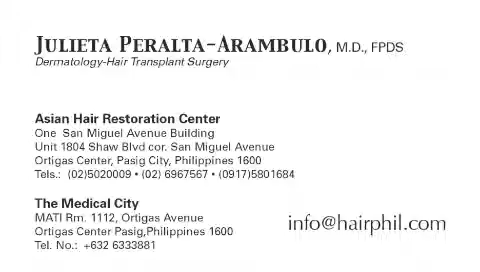 JULIETA PERALTA-ARAMBULO, M.D., FPDS
Dermatology-Hair Transplant Surgery
Asian Hair Restoration Center
One San Miguel Avenue Building
Unit 1804 Shaw Blvd cor. San Miguel Avenue
Ortigas Center, Pasig City, Philippines 1600
Tels.: (02)5020009 • (02) 6967567 • (0917)5801684
The Medical City
MATI Rm. 1112, Ortigas Avenue
Ortigas Center Pasig,Philippines 1600
Tel. No.: +632 6333881
info@hairphil.com